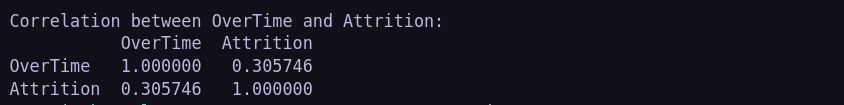 Correlation between OverTime and Attrition:
           OverTime  Attrition
OverTime   1.000000   0.305746
Attrition  0.305746   1.000000